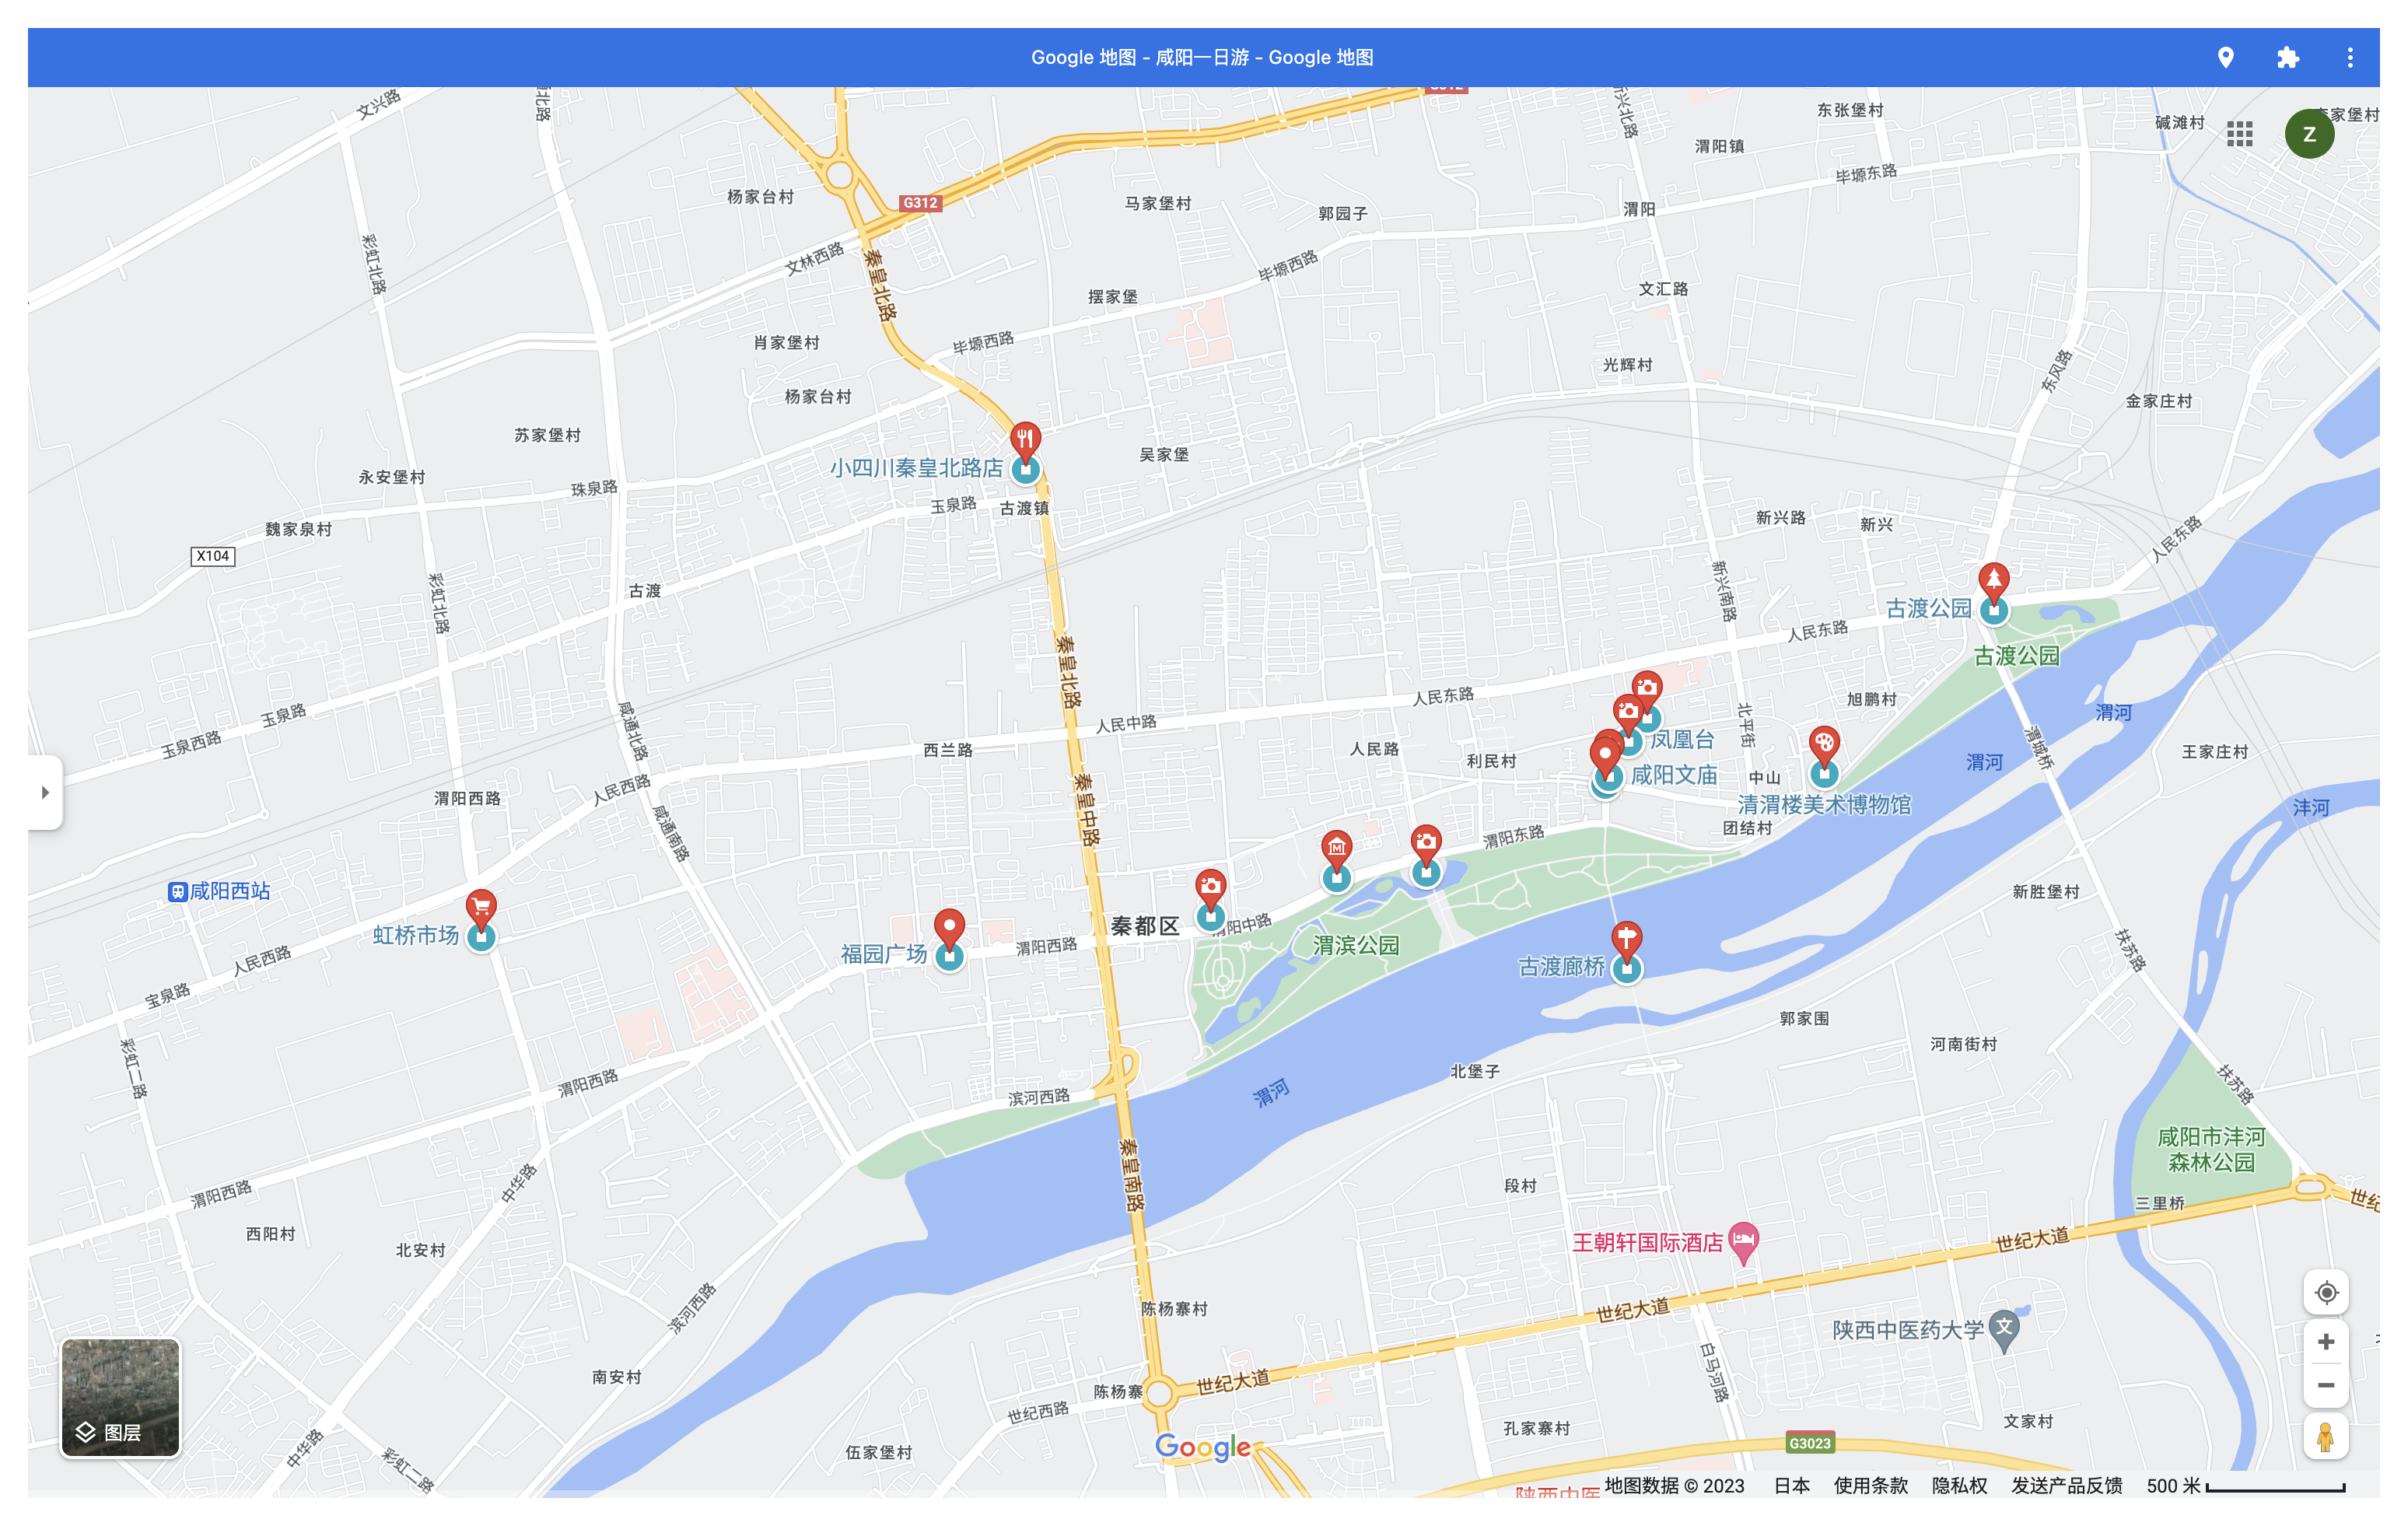 Google 地图 - 咸阳一日游 - Google 地图
文兴路
东张堡村
碱滩村
Z
渭阳镇
毕塬东路
杨家台村
G312
马家堡村
郭园子
渭阳
彩虹北路
文林西路
秦皇北路
毕塬西路
摆家堡
文汇路
肖家堡村
毕塬西路
光辉村
东风路
杨家台村
金家庄村
苏家堡村
吴家堡
小四川秦皇北路店
永安堡村
珠泉路
玉泉路
古渡镇
新兴路
新兴
人民东路
魏家泉村
X104
彩虹北路
古渡
新兴南路
古渡公园
人民东路
秦皇北路
古渡公园
玉泉路
玉泉西路
咸通北路
人民中路
人民东路
旭鹏村
渭河
北平街
凤凰台
西兰路
人民路
利民村
咸阳文庙
中山
渭城桥
渭河
王家庄村
渭阳西路
人民西路
秦皇中路
清渭楼美术博物馆
沣河
咸通南路
渭阳东路
团结村
咸阳西站
新胜堡村
虹桥市场
秦都区
渭阳中路
福园广场
渭阳西路
渭滨公园
古渡廊桥
扶苏路
人民西路
宝泉路
郭家围
河南街村
彩虹二路
渭阳西路
滨河西路
渭河
北堡子
扶苏路
咸阳市沣河
森林公园
秦皇南路
中华路
渭阳西路
段村
三里桥
西阳村
北安村
王朝轩国际酒店
世纪大道
滨河西路
陈杨寨村
世纪大道
陕西中医药大学
南安村
陈杨寨
世纪大道
白马河路
世纪西路
文家村
图层
中华路
彩虹二路
伍家堡村
Google
孔家寨村
G3023
地图数据 © 2023 日本 使用条款 隐私权 发送产品反馈 500 米